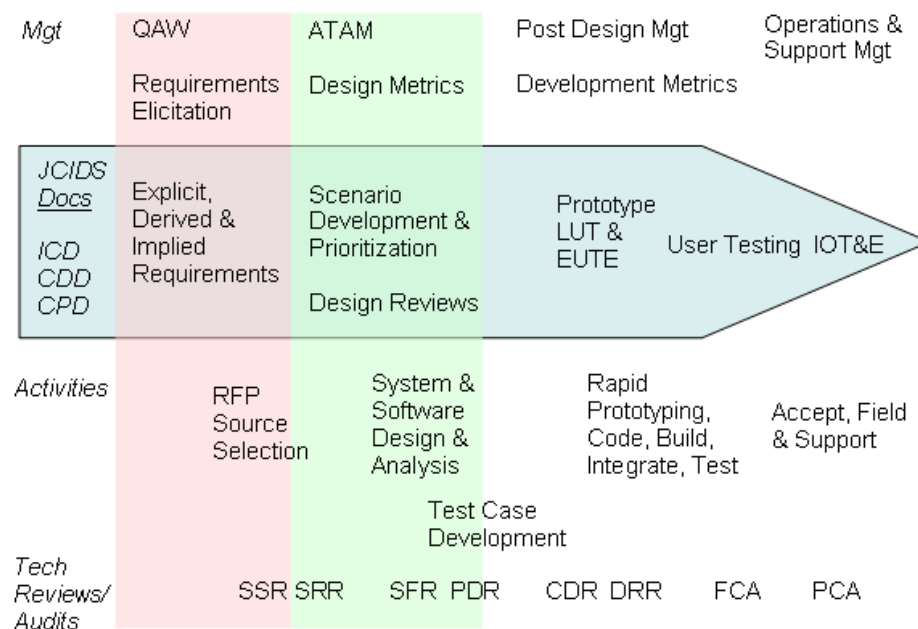 Mgt
QAW
Requirements
Elicitation
ATAM
Design Metrics
Post Design Mgt
Development Metrics
Operations &
Support Mgt
JCIDS
Docs
ICD
CDD
CPD
Explicit,
Derived &
Implied
Requirements
Scenario
Development &
Prioritization
Design Reviews
Prototype
LUT &
EUTE
User Testing
IOT&E
Activities
RFP
Source
Selection
System &
Software
Design &
Analysis
Rapid
Prototyping,
Code, Build,
Integrate, Test
Accept, Field
& Support
Test Case
Development
Tech
Reviews/
Audits
SSR SRR SFR PDR CDR DRR FCA PCA